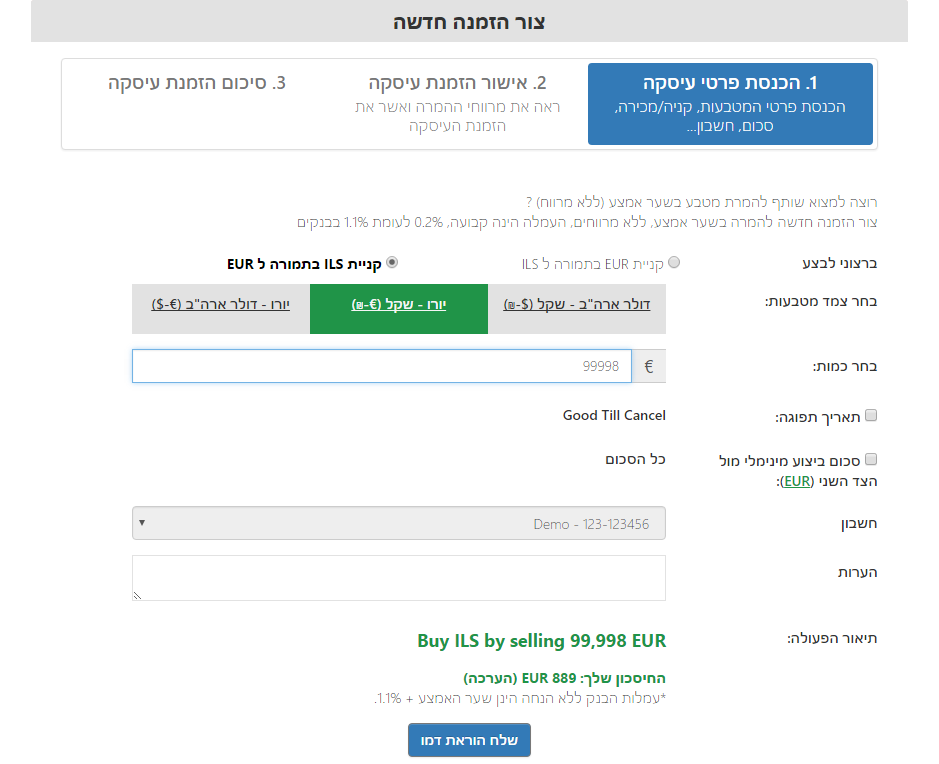 צור הזמנה חדשה
1. הכנסת פרטי עיסקה
הכנסת פרטי המטבעות, קניה/מכירה,
סכום, חשבון...
2. אישור הזמנת עיסקה
ראה את מרווחי ההמרה ואשר את
הזמנת העיסקה
3. סיכום הזמנת עיסקה
רוצה למצוא שותף להמרת מטבע בשער אמצע (ללא מרווח) ?
צור הזמנה חדשה להמרה בשער אמצע, ללא מרווחים, העמלה הינה קבועה, 0.2% לעומת 1.1% בבנקים
ברצוני לבצע
קניית EUR בתמורה ל ILS
קניית ILS בתמורה ל EUR
בחר צמד מטבעות:
דולר ארה"ב - שקל ($-₪)
יורו - שקל (€-₪)
יורו - דולר ארה"ב (€-$)
בחר כמות:
€
99998
תאריך תפוגה:
Good Till Cancel
סכום ביצוע מינימלי מול
הצד השני (EUR):
כל הסכום
חשבון
Demo - 123-123456
הערות
תיאור הפעולה:
Buy ILS by selling 99,998 EUR
החיסכון שלך: 889 EUR (הערכה)
*עמלות הבנק ללא הנחה הינן שער האמצע + 1.1%.
שלח הוראת דמו